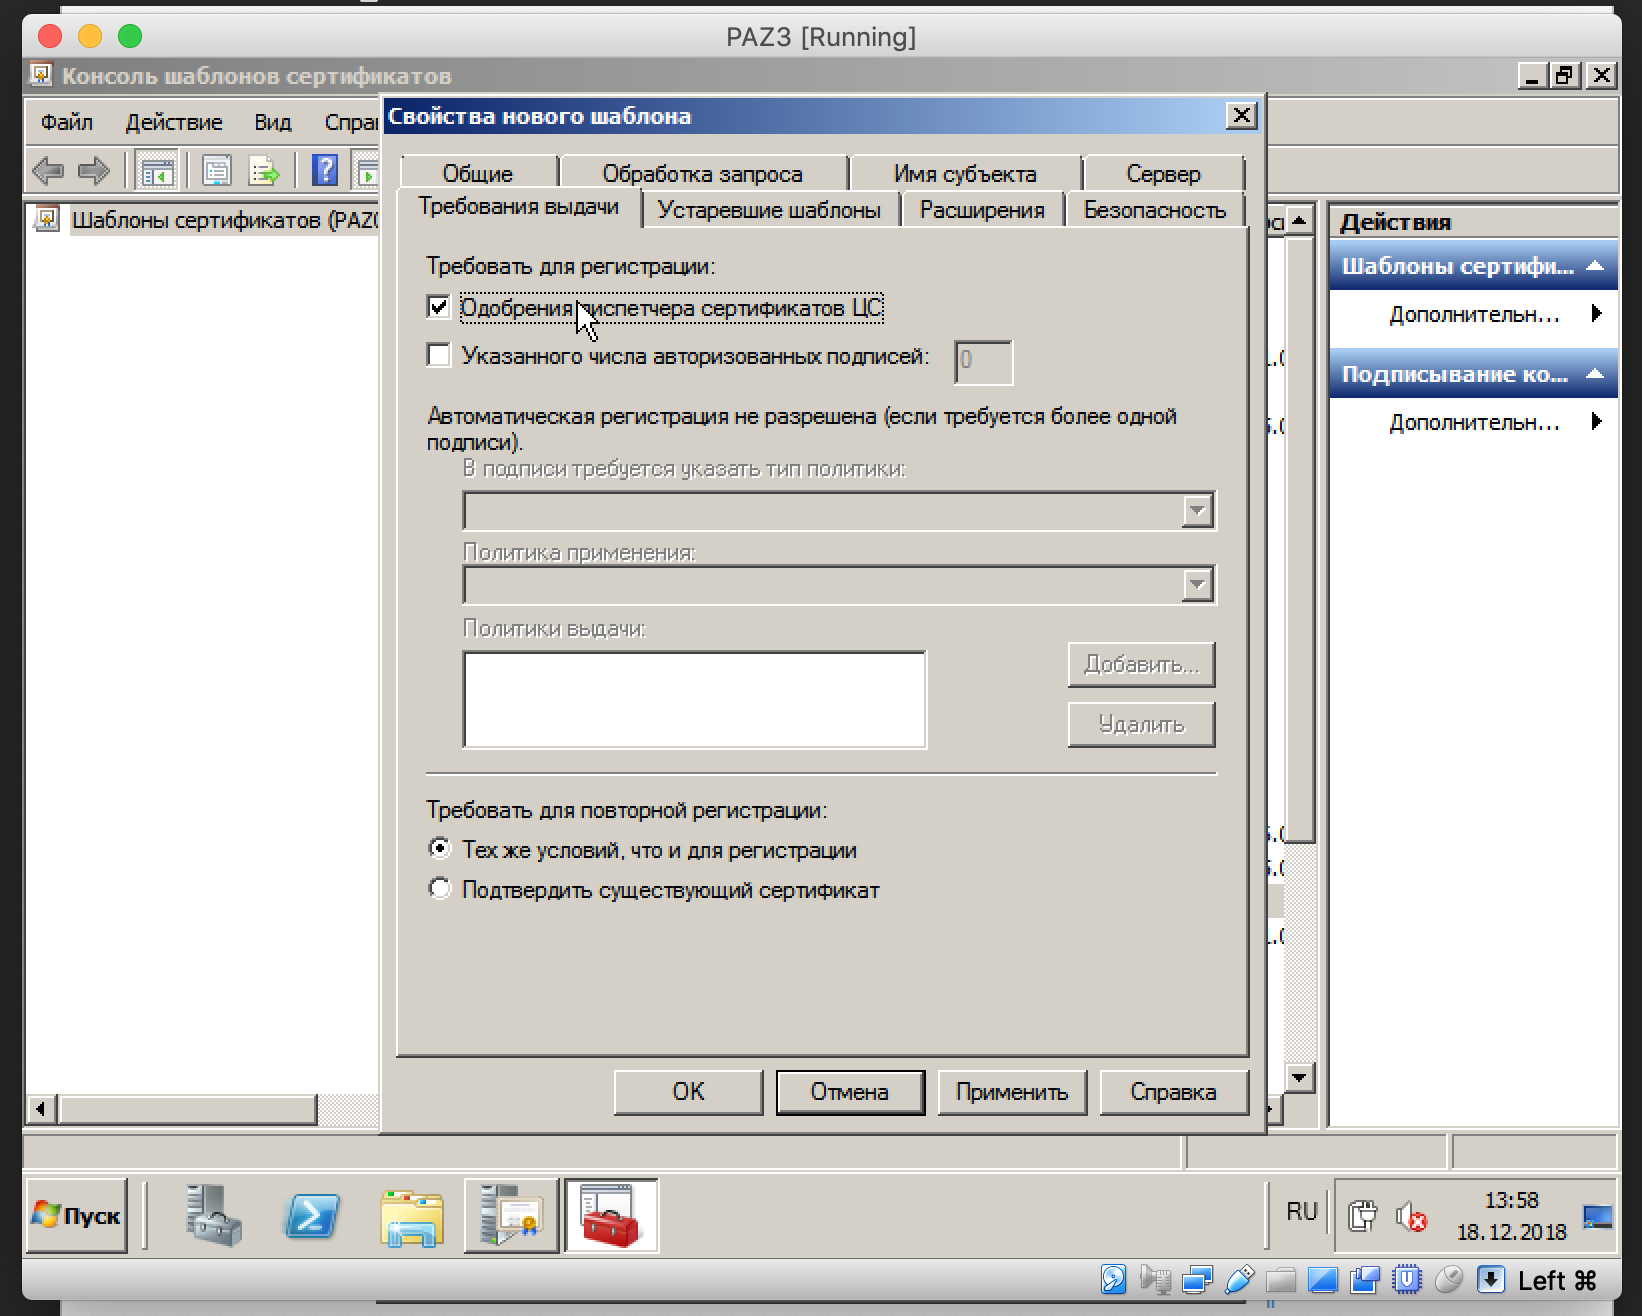 PAZ3 [Running]
Консоль шаблонов сертификатов
Файл Действие Вид Спра
Свойства нового шаблона
Общие Обработка запроса Имя субъекта Сервер
Требования выдачи Устаревшие шаблоны Расширения Безопасность
Шаблоны сертификатов (PAZ
Требовать для регистрации:
Одобрения диспетчера сертификатов ЦС
Указанного числа авторизованных подписей: 0
Автоматическая регистрация не разрешена (если требуется более одной
подписи).
В подписи требуется указать тип политики:
Политика применения:
Политики выдачи:
Добавить...
Удалить
Требовать для повторной регистрации:
Тех же условий, что и для регистрации
Подтвердить существующий сертификат
OK Отмена Применить Справка
Действия
Шаблоны сертифи...
Дополнительн...
Подписывание ко...
Дополнительн...
Пуск
RU
13:58
18.12.2018
Left ⌘